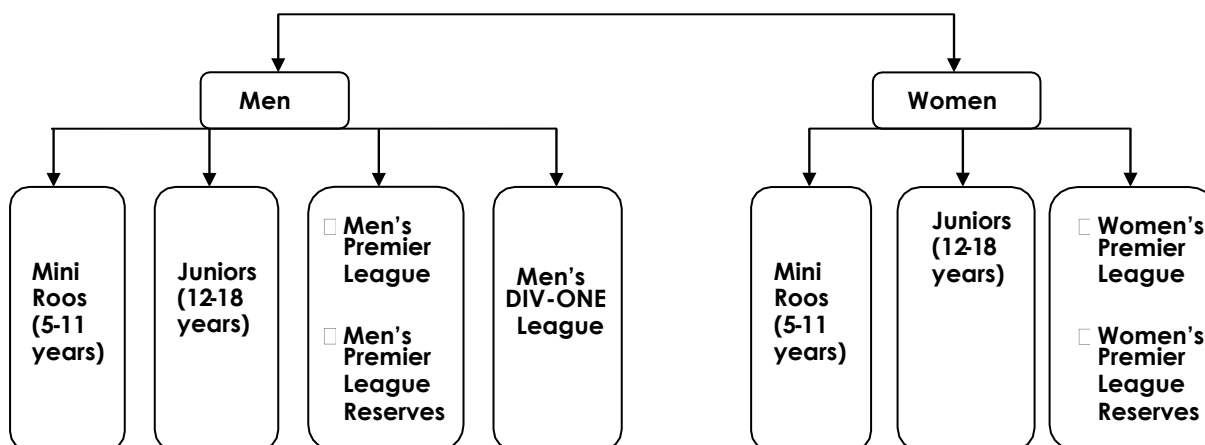 Men
Women
Mini
Roos
(5-11
years)
Juniors
(12-18
years)
Men's
Premier
League
Men's
Premier
League
Reserves
Men's
DIV-ONE
League
Mini
Roos
(5-11
years)
Juniors
(12-18
years)
Women's
Premier
League
Women's
Premier
League
Reserves